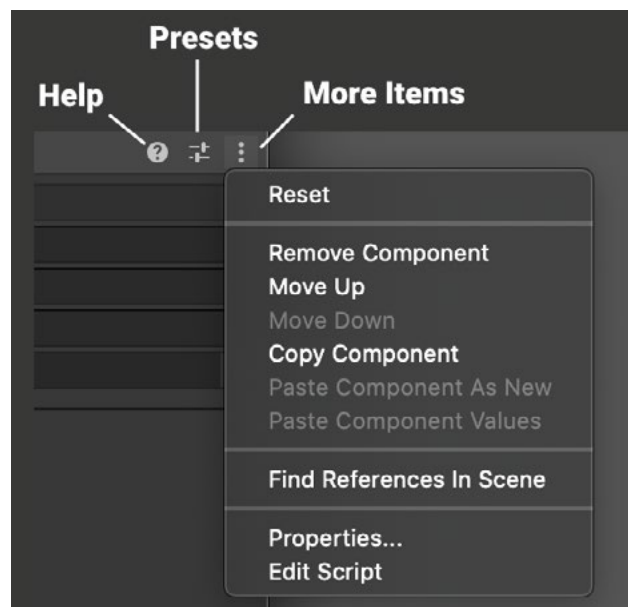 Presets
Help
More Items
Reset
Remove Component
Move Up
Move Down
Copy Component
Paste Component As New
Paste Component Values
Find References In Scene
Properties...
Edit Script